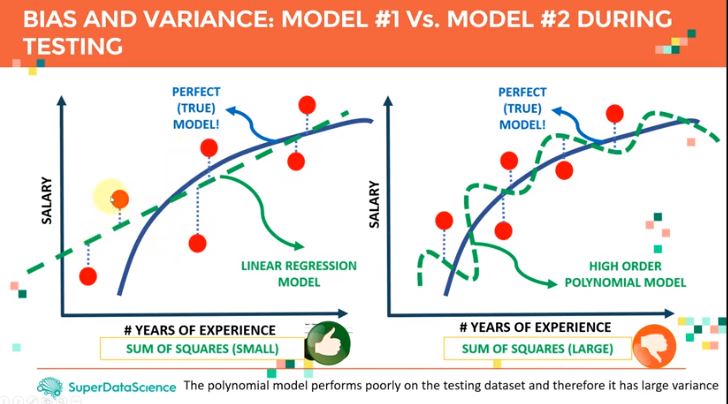 BIAS AND VARIANCE: MODEL #1 Vs. MODEL #2 DURING
TESTING
PERFECT
(TRUE)
MODEL!
SALARY
LINEAR REGRESSION
MODEL
# YEARS OF EXPERIENCE
SUM OF SQUARES (SMALL)
PERFECT
(TRUE)
MODEL!
SALARY
HIGH ORDER
POLYNOMIAL MODEL
# YEARS OF EXPERIENCE
SUM OF SQUARES (LARGE)
SuperDataScience
The polynomial model performs poorly on the testing dataset and therefore it has large variance